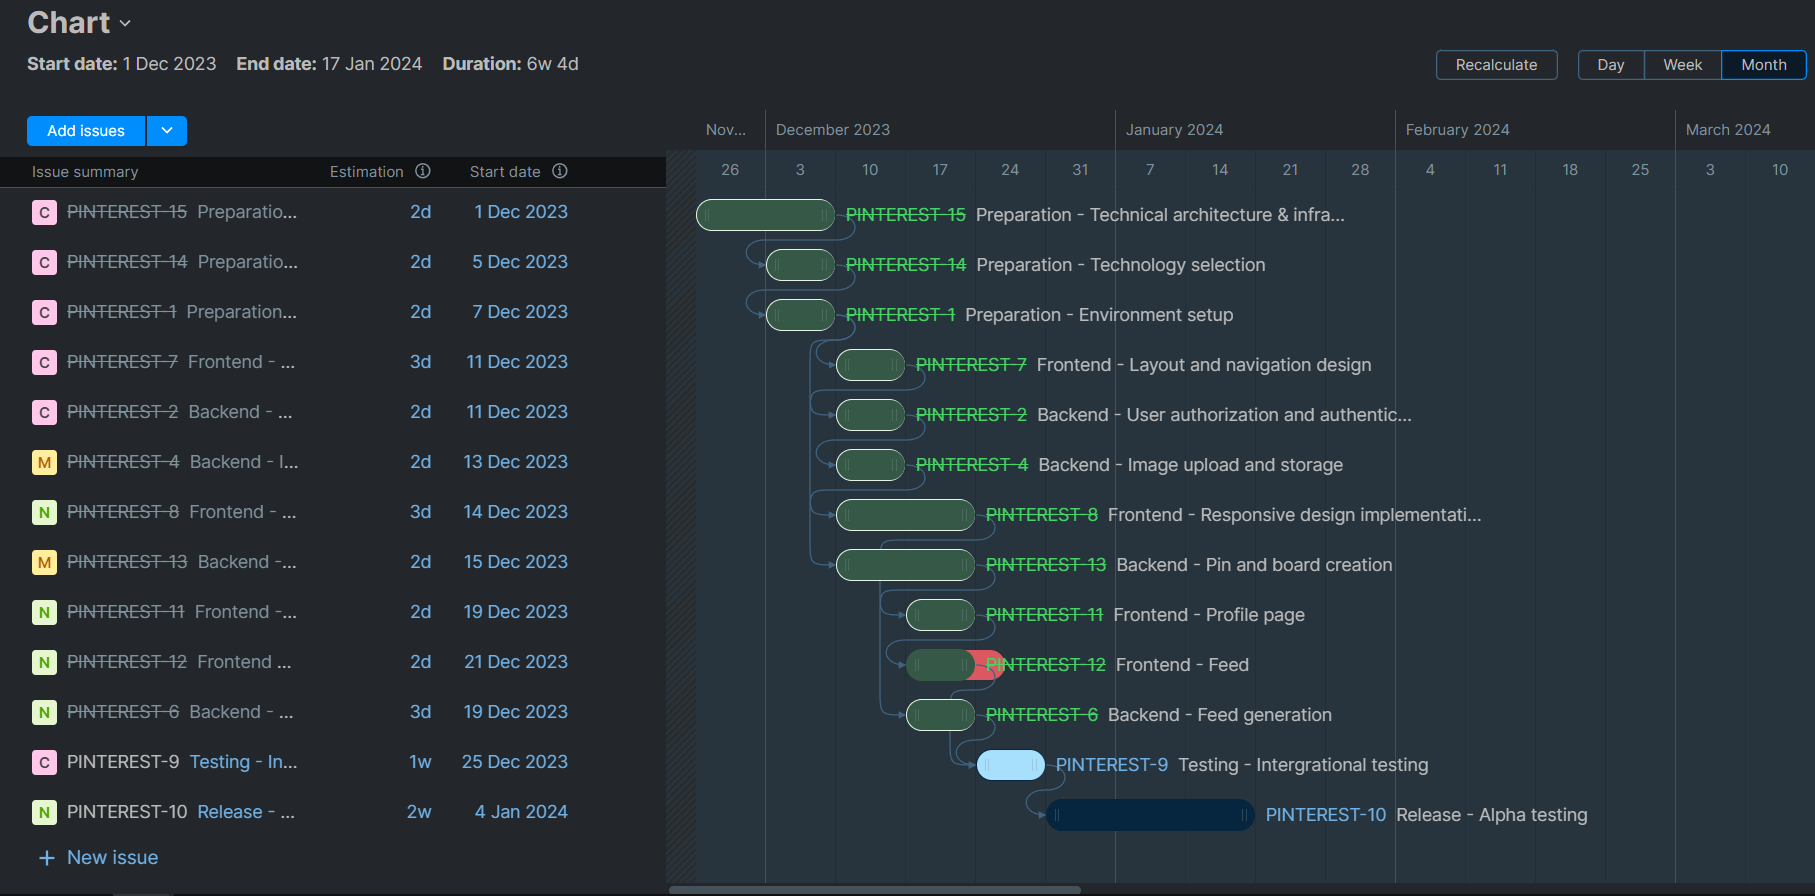 Chart
Start date: 1 Dec 2023 End date: 17 Jan 2024 Duration: 6w 4d
Recalculate Day Week Month
Add issues
Nov... December 2023 January 2024 February 2024 March 2024
Issue summary Estimation Start date
26 3 10 17 24 31 7 14 21 28 4 11 18 25 3 10
C PINTEREST-15 Preparatio... 2d 1 Dec 2023 PINTEREST-15 Preparation - Technical architecture & infra...
C PINTEREST-14 Preparatio... 2d 5 Dec 2023 PINTEREST-14 Preparation - Technology selection
C PINTEREST-1 Preparation... 2d 7 Dec 2023 PINTEREST-1 Preparation - Environment setup
C PINTEREST-7 Frontend - ... 3d 11 Dec 2023 PINTEREST-7 Frontend - Layout and navigation design
C PINTEREST-2 Backend - ... 2d 11 Dec 2023 PINTEREST-2 Backend - User authorization and authentic...
M PINTEREST-4 Backend - I... 2d 13 Dec 2023 PINTEREST-4 Backend - Image upload and storage
N PINTEREST-8 Frontend - ... 3d 14 Dec 2023 PINTEREST-8 Frontend - Responsive design implementati...
M PINTEREST-13 Backend -... 2d 15 Dec 2023 PINTEREST-13 Backend - Pin and board creation
N PINTEREST-11 Frontend -... 2d 19 Dec 2023 PINTEREST-11 Frontend - Profile page
N PINTEREST-12 Frontend ... 2d 21 Dec 2023 PINTEREST-12 Frontend - Feed
N PINTEREST-6 Backend - ... 3d 19 Dec 2023 PINTEREST-6 Backend - Feed generation
C PINTEREST-9 Testing - In... 1w 25 Dec 2023 PINTEREST-9 Testing - Intergrational testing
N PINTEREST-10 Release - ... 2w 4 Jan 2024 PINTEREST-10 Release - Alpha testing
+ New issue